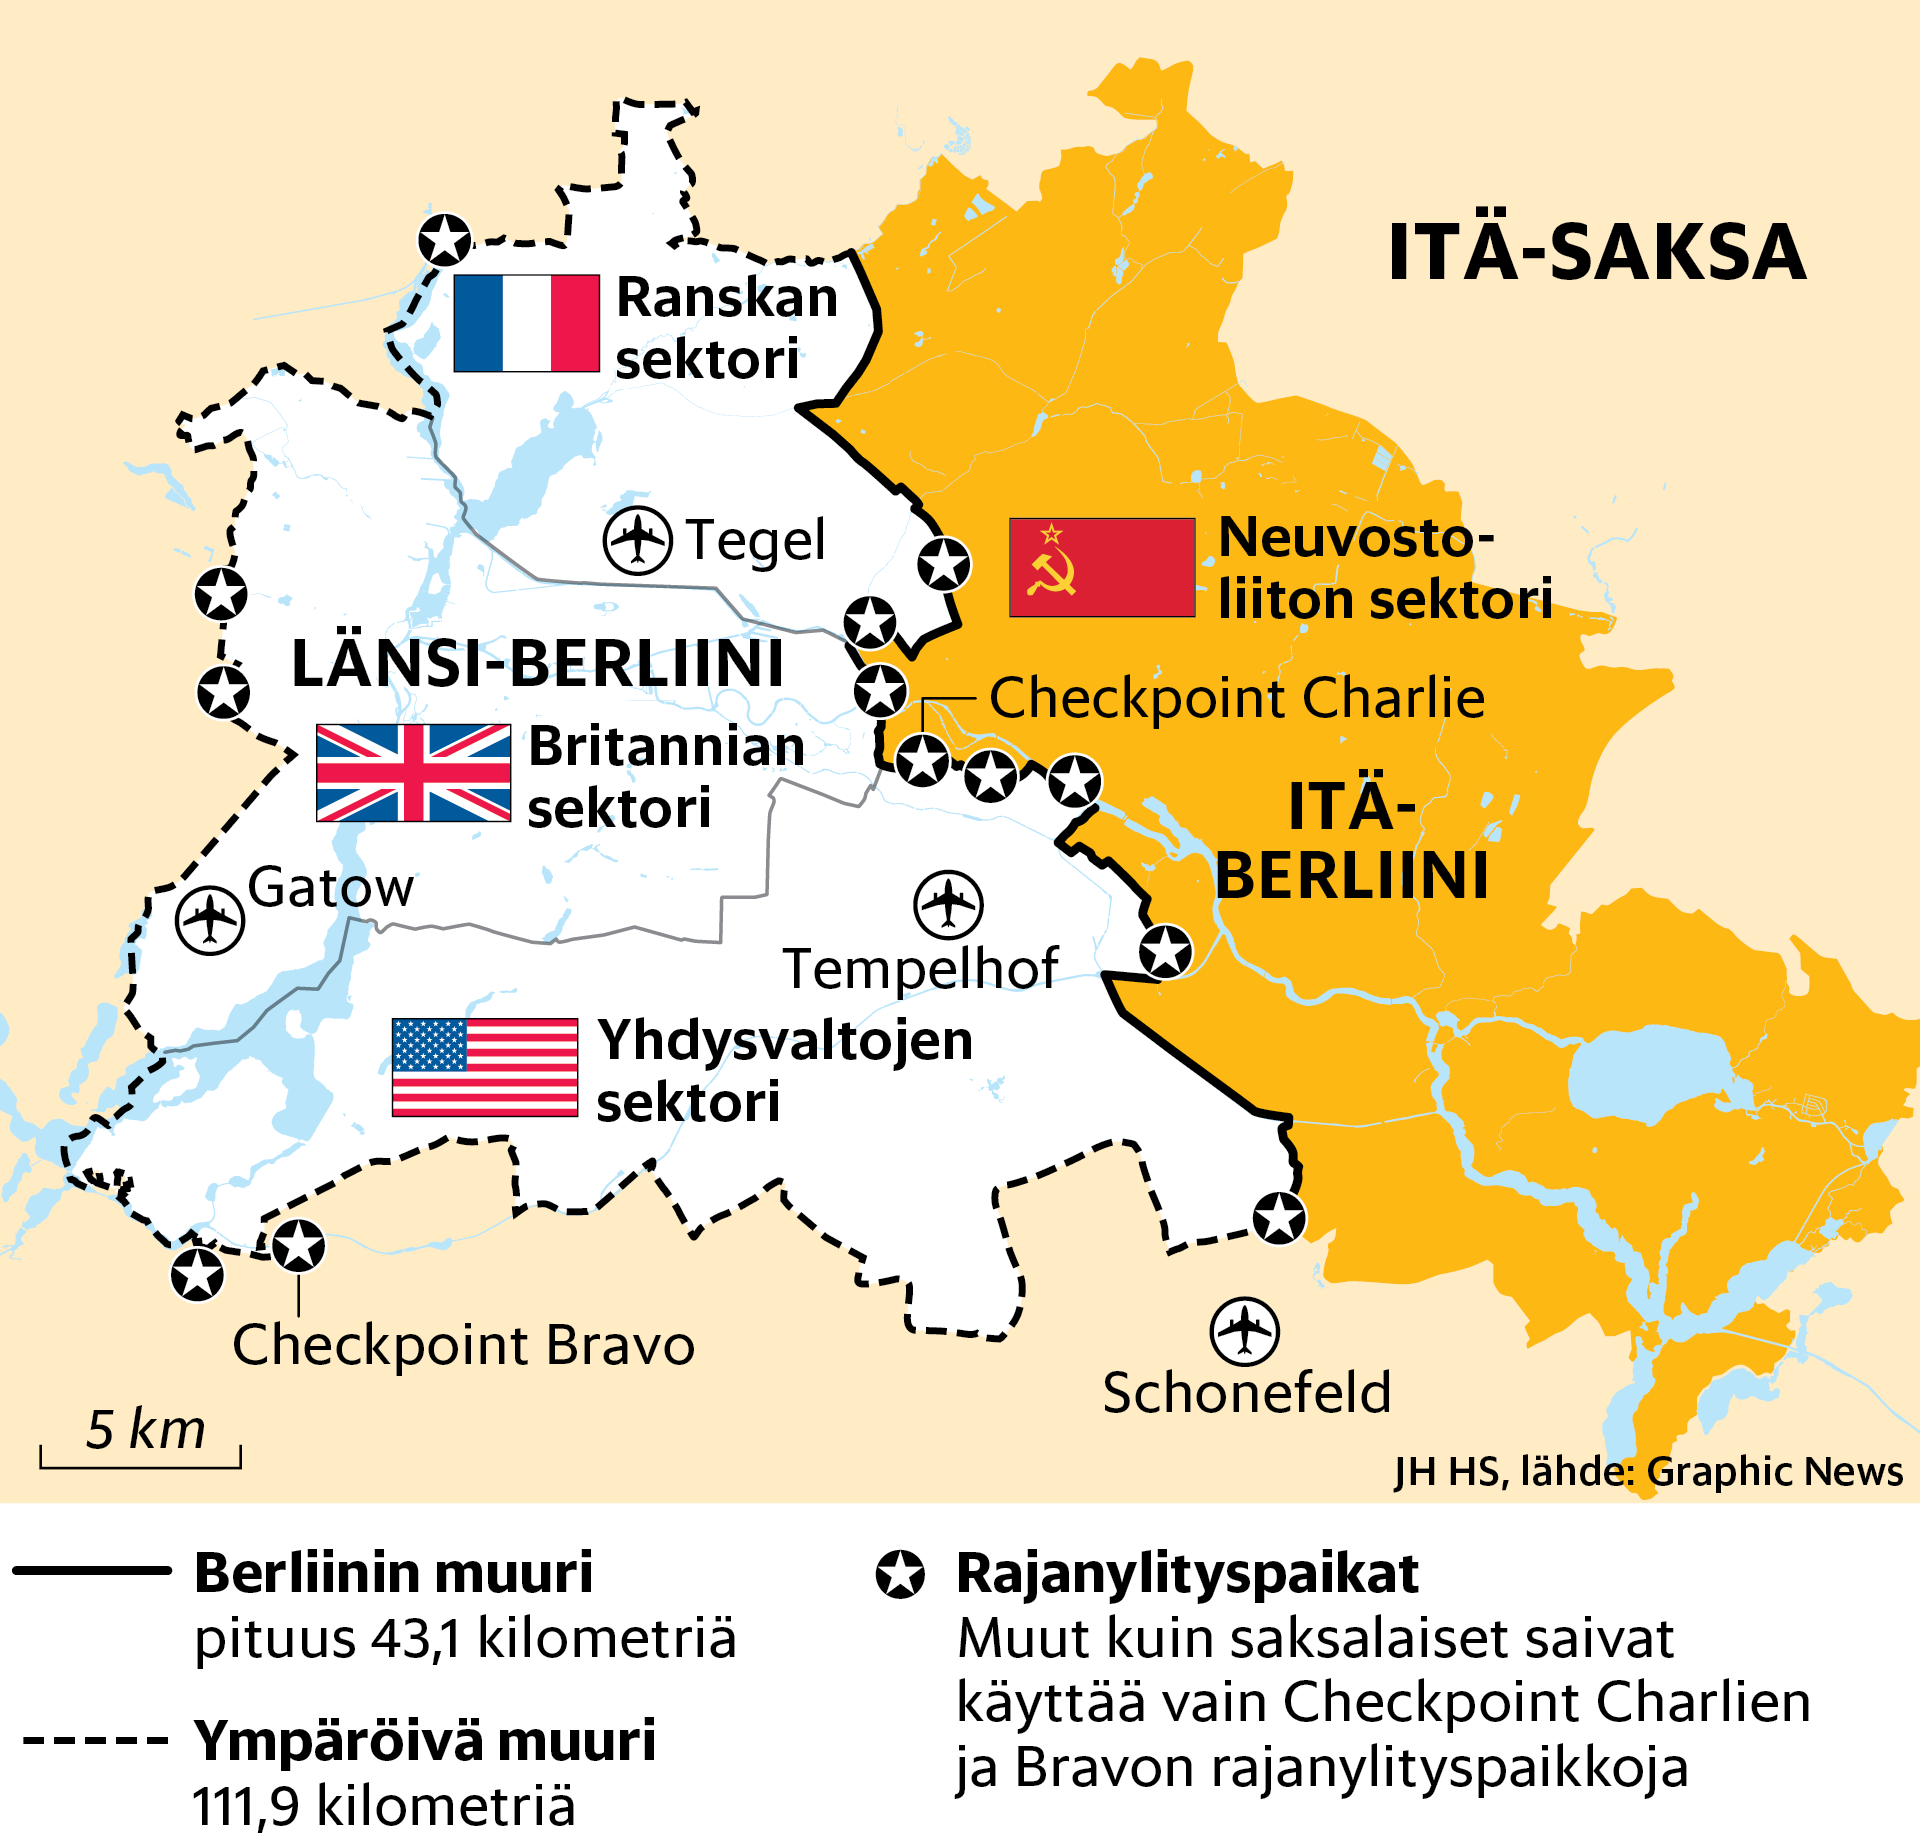 ITÄ-SAKSA
Ranskan
sektori
Tegel
Neuvosto-
liiton sektori
LÄNSI-BERLIINI
Checkpoint Charlie
Britannian
sektori
ITÄ-
BERLIINI
Gatow
Tempelhof
Yhdysvaltojen
sektori
Checkpoint Bravo
Schonefeld
5 km
JH HS, lähde: Graphic News
Berliinin muuri
pituus 43,1 kilometriä
Ympäröivä muuri
111,9 kilometriä
Rajanylityspaikat
Muut kuin saksalaiset saivat
käyttää vain Checkpoint Charlien
ja Bravon rajanylityspaikkoja